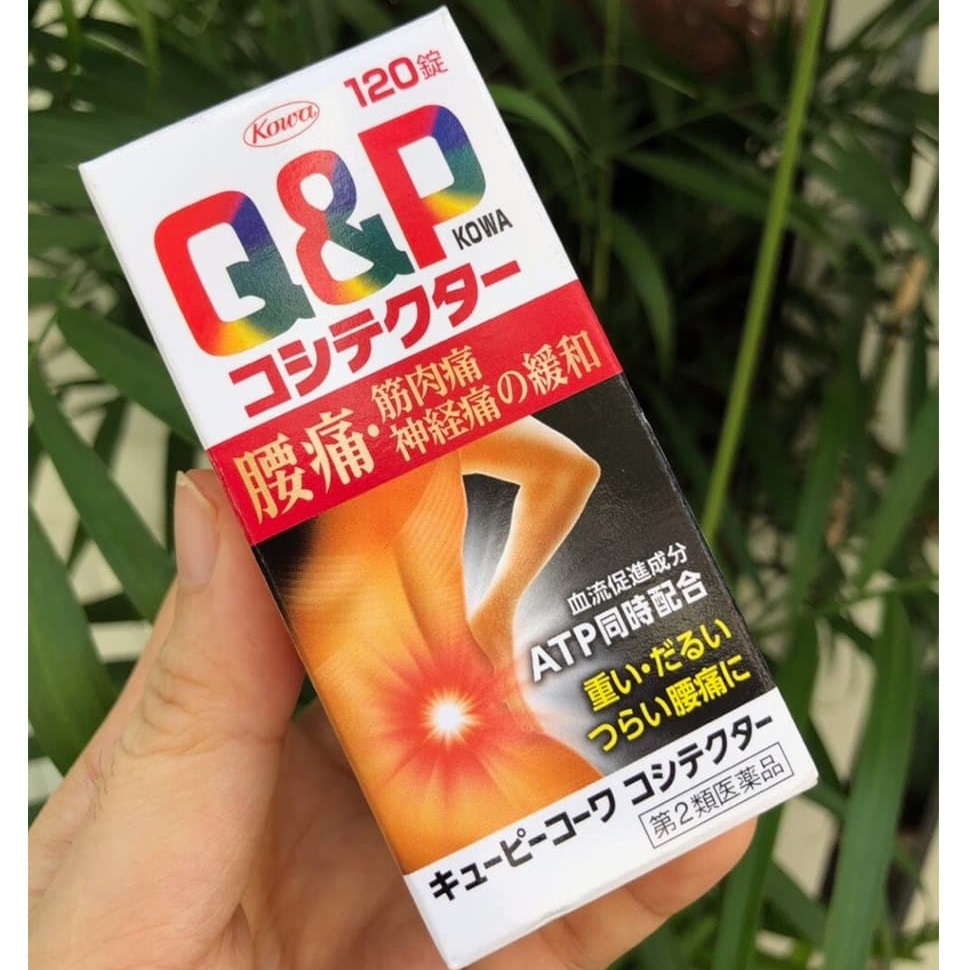 120錠
Kowa
Q&P
KOWA
コシテクター
腰痛・筋肉痛
神経痛の緩和
血流促進成分
ATP同時配合
重い・だるい
つらい腰痛に
キューピーコーワ コシテクター
第2類医薬品